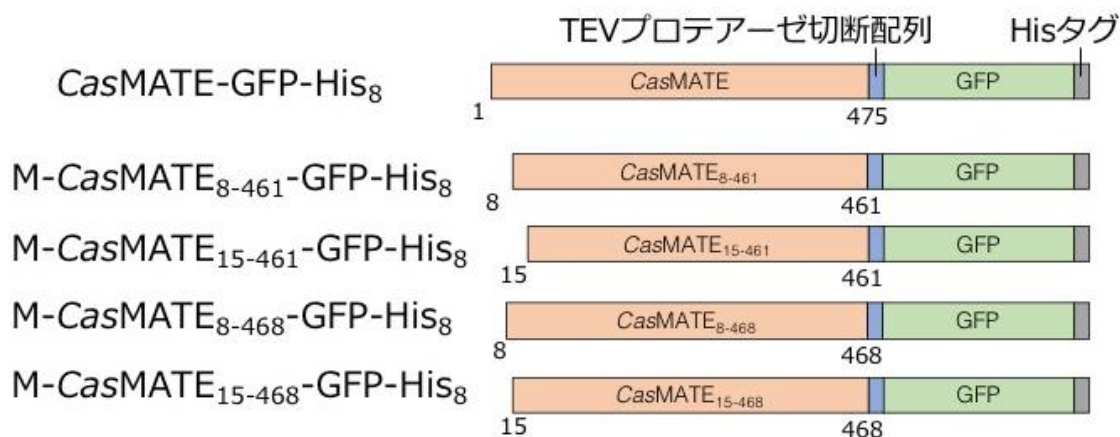 TEVプロテアーゼ切断配列 Hisタグ
CasMATE-GFP-His₈ CasMATE GFP
1 475
M-CasMATE₈₋₄₆₁-GFP-His₈ CasMATE₈₋₄₆₁ GFP
8 461
M-CasMATE₁₅₋₄₆₁-GFP-His₈ CasMATE₁₅₋₄₆₁ GFP
15 461
M-CasMATE₈₋₄₆₈-GFP-His₈ CasMATE₈₋₄₆₈ GFP
8 468
M-CasMATE₁₅₋₄₆₈-GFP-His₈ CasMATE₁₅₋₄₆₈ GFP
15 468